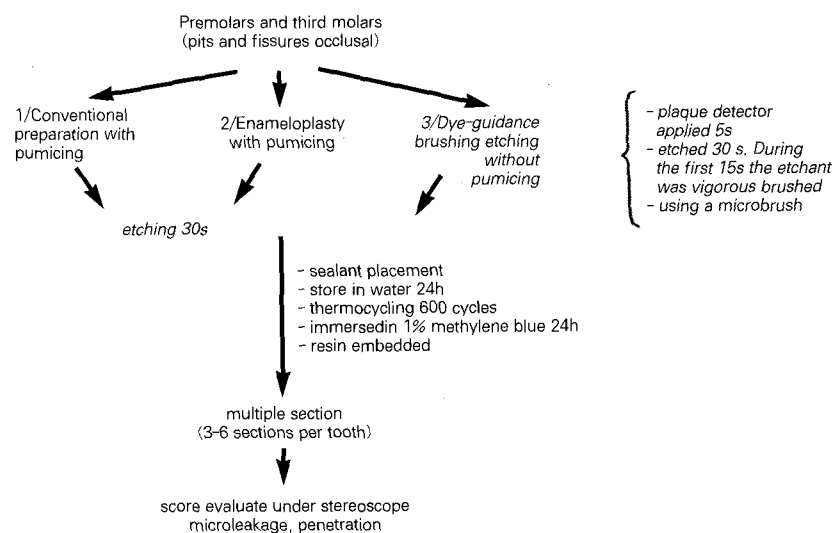 Premolars and third molars
(pits and fissures occlusal)
1/Conventional
preparation with
pumicing
2/Enameloplasty
with pumicing
3/Dye-guidance
brushing etching
without
pumicing
- plaque detector
applied 5s
- etched 30 s. During
the first 15s the etchant
was vigorous brushed
- using a microbrush
etching 30s
- sealant placement
- store in water 24h
- thermocycling 600 cycles
- immersedin 1% methylene blue 24h
- resin embedded
multiple section
(3-6 sections per tooth)
score evaluate under stereoscope
microleakage, penetration